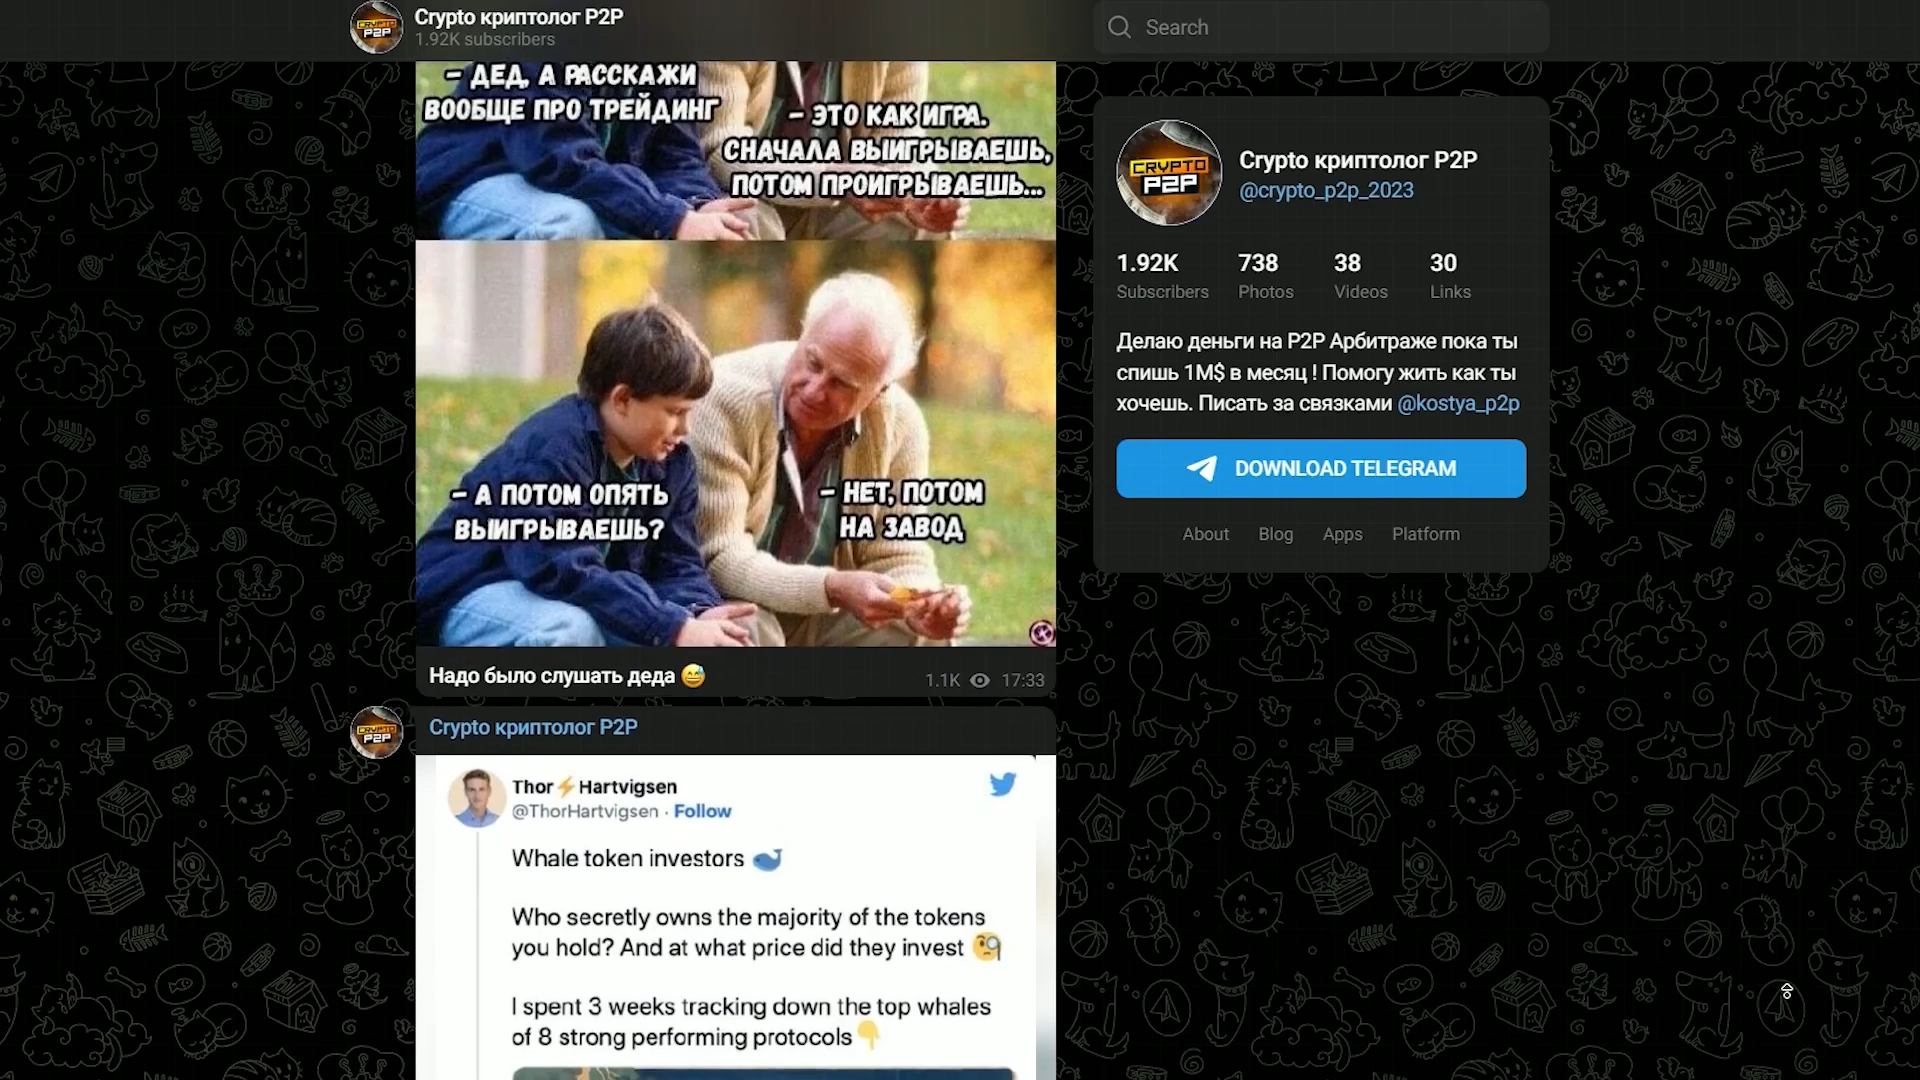 Crypto криптолог P2P
1.92K subscribers
Search
- ДЕД, А РАССКАЖИ
ВООБЩЕ ПРО ТРЕЙДИНГ
- ЭТО КАК ИГРА.
СНАЧАЛА ВЫИГРЫВАЕШЬ,
ПОТОМ ПРОИГРЫВАЕШЬ...
- А ПОТОМ ОПЯТЬ
ВЫИГРЫВАЕШЬ?
- НЕТ, ПОТОМ
НА ЗАВОД
Надо было слушать деда 😅
1.1K 17:33
CRYPTO
P2P
Crypto криптолог P2P
Thor⚡Hartvigsen
@ThorHartvigsen · Follow
Whale token investors 🐳
Who secretly owns the majority of the tokens
you hold? And at what price did they invest 🧐
I spent 3 weeks tracking down the top whales
of 8 strong performing protocols 👇
CRYPTO
P2P
Crypto криптолог P2P
@crypto_p2p_2023
1.92K 738 38 30
Subscribers Photos Videos Links
Делаю деньги на P2P Арбитраже пока ты
спишь 1M$ в месяц ! Помогу жить как ты
хочешь. Писать за связками @kostya_p2p
DOWNLOAD TELEGRAM
About Blog Apps Platform